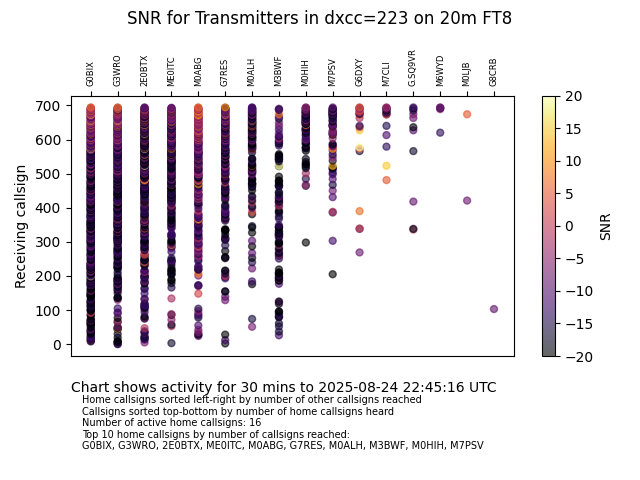 SNR for Transmitters in dxcc=223 on 20m FT8
G0BIX G3WRO 2E0BTX ME0ITC M0ABG G7RES M0ALH M3BWF M0HIH M7PSV G6DXY M7CLI G.SQ9VR M6WYD M0LJB G8CRB
Receiving callsign
700
600
500
400
300
200
100
0
20
15
10
5
0
−5
−10
−15
−20
SNR
Chart shows activity for 30 mins to 2025-08-24 22:45:16 UTC
Home callsigns sorted left-right by number of other callsigns reached
Callsigns sorted top-bottom by number of home callsigns heard
Number of active home callsigns: 16
Top 10 home callsigns by number of callsigns reached:
G0BIX, G3WRO, 2E0BTX, ME0ITC, M0ABG, G7RES, M0ALH, M3BWF, M0HIH, M7PSV